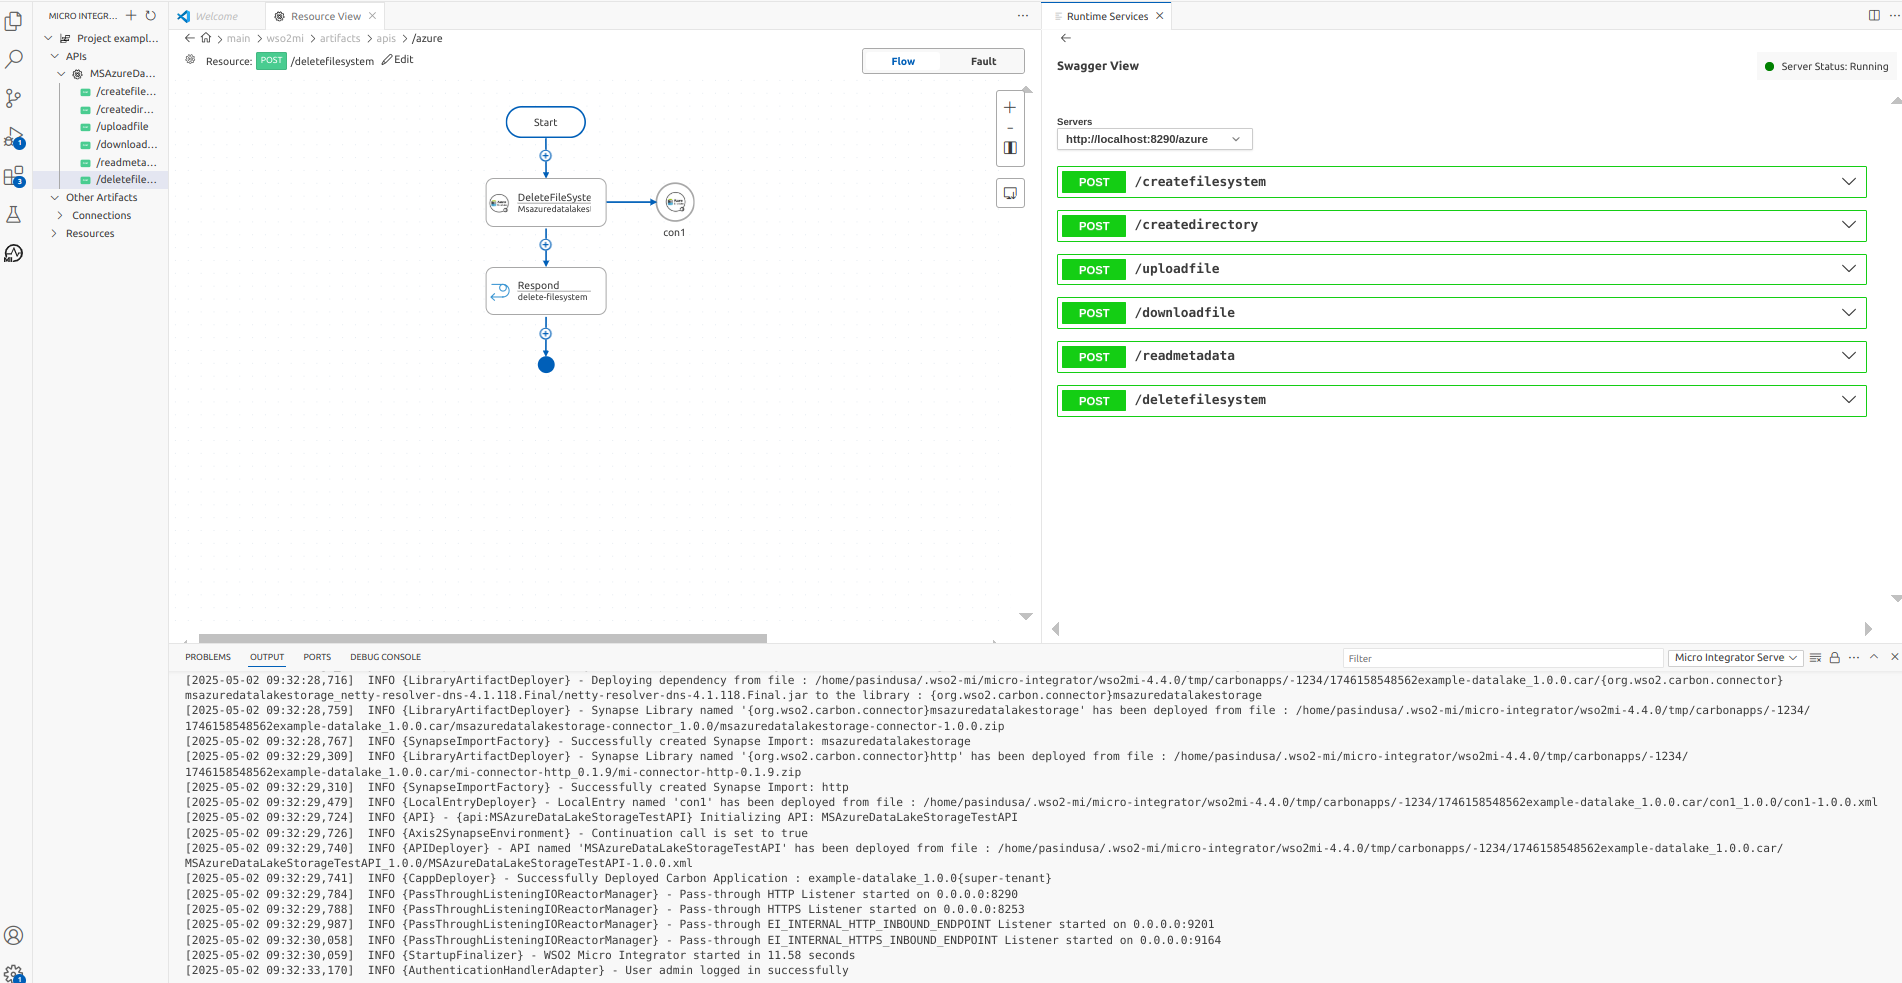 MICRO INTEGR...
Project exampl...
APIs
MSAzureDa...
/createfile...
/createdir...
/uploadfile
/download...
/readmeta...
/deletefile...
Other Artifacts
Connections
Resources
1
3
1
Welcome
Resource View
main > wso2mi > artifacts > apis > /azure
Resource: POST /deletefilesystem Edit
Flow Fault
Start
DeleteFileSyste
Msazuredatalakes
con1
Respond
delete-filesystem
Runtime Services
Swagger View
Server Status: Running
Servers
http://localhost:8290/azure
POST /createfilesystem
POST /createdirectory
POST /uploadfile
POST /downloadfile
POST /readmetadata
POST /deletefilesystem
PROBLEMS OUTPUT PORTS DEBUG CONSOLE
Filter
Micro Integrator Serve
[2025-05-02 09:32:28,716] INFO {LibraryArtifactDeployer} - Deploying dependency from file : /home/pasindusa/.wso2-mi/micro-integrator/wso2mi-4.4.0/tmp/carbonapps/-1234/1746158548562example-datalake_1.0.0.car/{org.wso2.carbon.connector}
msazuredatalakestorage_netty-resolver-dns-4.1.118.Final/netty-resolver-dns-4.1.118.Final.jar to the library : {org.wso2.carbon.connector}msazuredatalakestorage
[2025-05-02 09:32:28,759] INFO {LibraryArtifactDeployer} - Synapse Library named '{org.wso2.carbon.connector}msazuredatalakestorage' has been deployed from file : /home/pasindusa/.wso2-mi/micro-integrator/wso2mi-4.4.0/tmp/carbonapps/-1234/
1746158548562example-datalake_1.0.0.car/msazuredatalakestorage-connector_1.0.0/msazuredatalakestorage-connector-1.0.0.zip
[2025-05-02 09:32:28,767] INFO {SynapseImportFactory} - Successfully created Synapse Import: msazuredatalakestorage
[2025-05-02 09:32:29,309] INFO {LibraryArtifactDeployer} - Synapse Library named '{org.wso2.carbon.connector}http' has been deployed from file : /home/pasindusa/.wso2-mi/micro-integrator/wso2mi-4.4.0/tmp/carbonapps/-1234/
1746158548562example-datalake_1.0.0.car/mi-connector-http_0.1.9/mi-connector-http-0.1.9.zip
[2025-05-02 09:32:29,310] INFO {SynapseImportFactory} - Successfully created Synapse Import: http
[2025-05-02 09:32:29,479] INFO {LocalEntryDeployer} - LocalEntry named 'con1' has been deployed from file : /home/pasindusa/.wso2-mi/micro-integrator/wso2mi-4.4.0/tmp/carbonapps/-1234/1746158548562example-datalake_1.0.0.car/con1_1.0.0/con1-1.0.0.xml
[2025-05-02 09:32:29,724] INFO {API} - {api:MSAzureDataLakeStorageTestAPI} Initializing API: MSAzureDataLakeStorageTestAPI
[2025-05-02 09:32:29,726] INFO {Axis2SynapseEnvironment} - Continuation call is set to true
[2025-05-02 09:32:29,740] INFO {APIDeployer} - API named 'MSAzureDataLakeStorageTestAPI' has been deployed from file : /home/pasindusa/.wso2-mi/micro-integrator/wso2mi-4.4.0/tmp/carbonapps/-1234/1746158548562example-datalake_1.0.0.car/
MSAzureDataLakeStorageTestAPI_1.0.0/MSAzureDataLakeStorageTestAPI-1.0.0.xml
[2025-05-02 09:32:29,741] INFO {CappDeployer} - Successfully Deployed Carbon Application : example-datalake_1.0.0{super-tenant}
[2025-05-02 09:32:29,784] INFO {PassThroughListeningIOReactorManager} - Pass-through HTTP Listener started on 0.0.0.0:8290
[2025-05-02 09:32:29,788] INFO {PassThroughListeningIOReactorManager} - Pass-through HTTPS Listener started on 0.0.0.0:8253
[2025-05-02 09:32:29,987] INFO {PassThroughListeningIOReactorManager} - Pass-through EI_INTERNAL_HTTP_INBOUND_ENDPOINT Listener started on 0.0.0.0:9201
[2025-05-02 09:32:30,058] INFO {PassThroughListeningIOReactorManager} - Pass-through EI_INTERNAL_HTTPS_INBOUND_ENDPOINT Listener started on 0.0.0.0:9164
[2025-05-02 09:32:30,059] INFO {StartupFinalizer} - WSO2 Micro Integrator started in 11.58 seconds
[2025-05-02 09:32:33,170] INFO {AuthenticationHandlerAdapter} - User admin logged in successfully